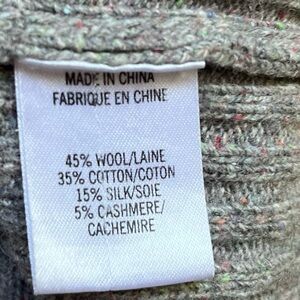 MADE IN CHINA
FABRIQUE EN CHINE
45% WOOL/LAINE
35% COTTON/COTON
15% SILK/SOIE
5% CASHMERE/
CACHEMIRE